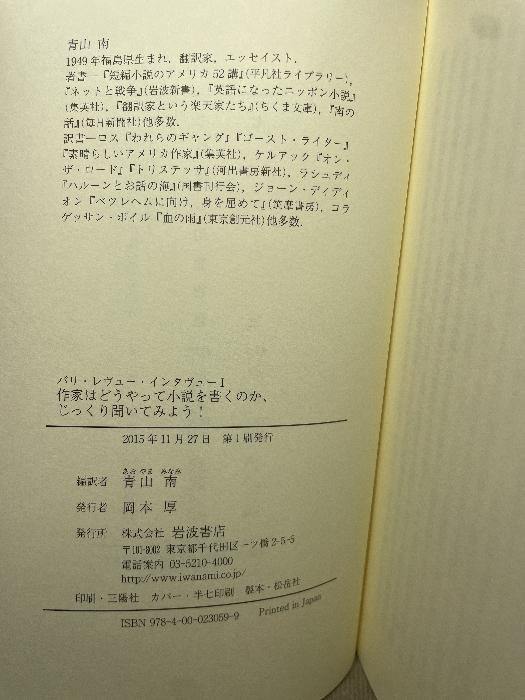 青山 南
1949年福島県生まれ．翻訳家，エッセイスト．
著書―『短編小説のアメリカ52講』(平凡社ライブラリー)，
『ネットと戦争』(岩波新書)，『英語になったニッポン小説』
(集英社)，『翻訳家という楽天家たち』(ちくま文庫)，『南の
話』(毎日新聞社)他多数．
訳書―ロス『われらのギャング』『ゴースト・ライター』
『素晴らしいアメリカ作家』(集英社)，ケルアック『オン・
ザ・ロード』『トリステッサ』(河出書房新社)，ラシュディ
『ハルーンとお話の海』(国書刊行会)，ジョーン・ディディ
オン『ベツレヘムに向け，身を屈めて』(筑摩書房)，コラ
ゲッサン・ボイル『血の雨』(東京創元社)他多数．
パリ・レヴュー・インタヴュー I
作家はどうやって小説を書くのか、
じっくり聞いてみよう！
2015年11月27日 第1刷発行
あお やま みなみ
編訳者 青山 南
発行者 岡本 厚
発行所 株式会社 岩波書店
〒101-8002 東京都千代田区一ツ橋2-5-5
電話案内 03-5210-4000
http://www.iwanami.co.jp/
印刷・三陽社 カバー・半七印刷 製本・松岳社
ISBN 978-4-00-023059-9 Printed in Japan